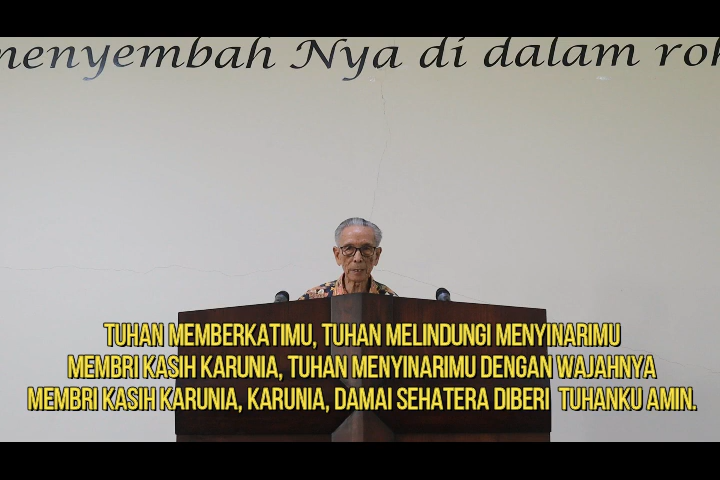 menyembah Nya di dalam roh
TUHAN MEMBERKATIMU, TUHAN MELINDUNGI MENYINARIMU
MEMBRI KASIH KARUNIA, TUHAN MENYINARIMU DENGAN WAJAHNYA
MEMBRI KASIH KARUNIA, KARUNIA, DAMAI SEHATERA DIBERI TUHANKU AMIN.